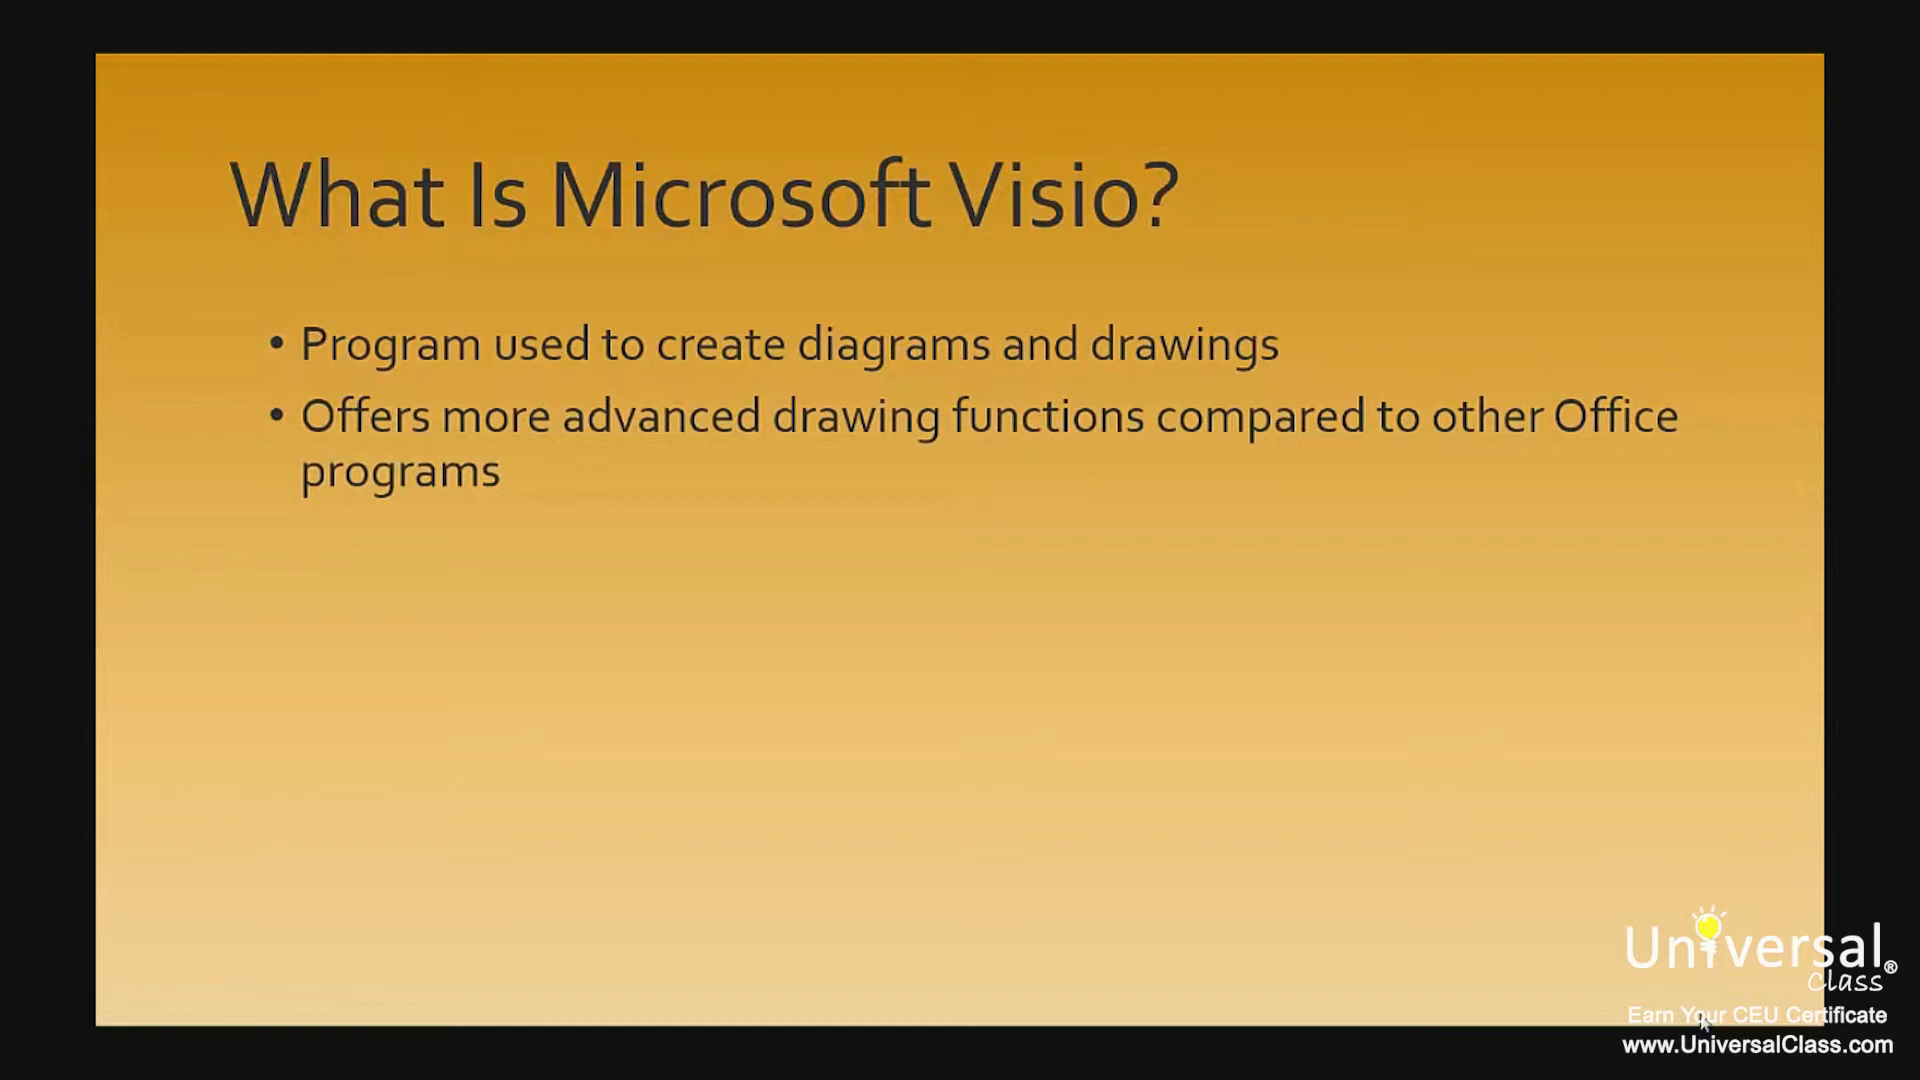 What Is Microsoft Visio?
• Program used to create diagrams and drawings
• Offers more advanced drawing functions compared to other Office
programs
Universal®
Class
Earn Your CEU Certificate
www.UniversalClass.com